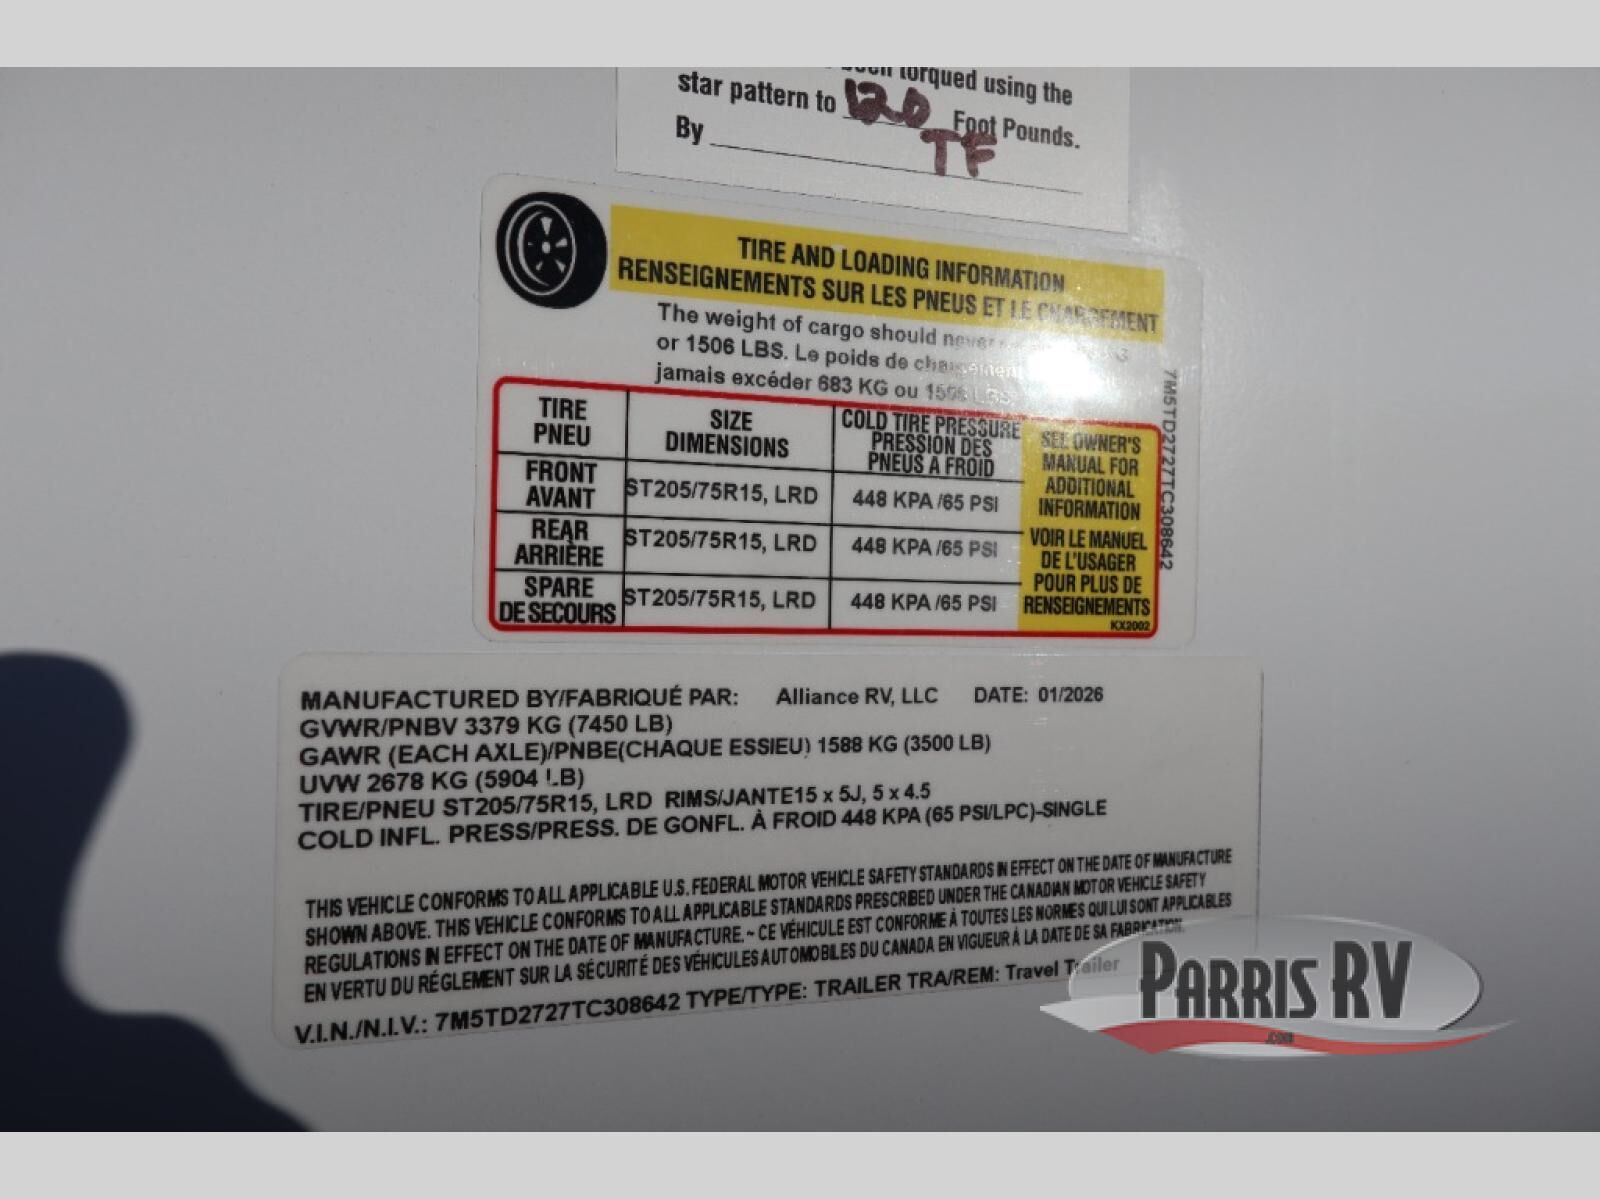 been torqued using the
star pattern to 120 Foot Pounds.
By TF
TIRE AND LOADING INFORMATION
RENSEIGNEMENTS SUR LES PNEUS ET LE CHARGEMENT
The weight of cargo should never
or 1506 LBS. Le poids de chargement
jamais excéder 683 KG ou 1506 LBS.
TIRE PNEU SIZE DIMENSIONS COLD TIRE PRESSURE PRESSION DES PNEUS A FROID
FRONT AVANT ST205/75R15, LRD 448 KPA /65 PSI
REAR ARRIÈRE ST205/75R15, LRD 448 KPA /65 PSI
SPARE DE SECOURS ST205/75R15, LRD 448 KPA /65 PSI
SEE OWNER'S
MANUAL FOR
ADDITIONAL
INFORMATION
VOIR LE MANUEL
DE L'USAGER
POUR PLUS DE
RENSEIGNEMENTS
KX2002
7M5TD2727TC308642
MANUFACTURED BY/FABRIQUÉ PAR: Alliance RV, LLC DATE: 01/2026
GVWR/PNBV 3379 KG (7450 LB)
GAWR (EACH AXLE)/PNBE(CHAQUE ESSIEU) 1588 KG (3500 LB)
UVW 2678 KG (5904 LB)
TIRE/PNEU ST205/75R15, LRD RIMS/JANTE15 x 5J, 5 x 4.5
COLD INFL. PRESS/PRESS. DE GONFL. À FROID 448 KPA (65 PSI/LPC)-SINGLE
THIS VEHICLE CONFORMS TO ALL APPLICABLE U.S. FEDERAL MOTOR VEHICLE SAFETY STANDARDS IN EFFECT ON THE DATE OF MANUFACTURE
SHOWN ABOVE. THIS VEHICLE CONFORMS TO ALL APPLICABLE STANDARDS PRESCRIBED UNDER THE CANADIAN MOTOR VEHICLE SAFETY
REGULATIONS IN EFFECT ON THE DATE OF MANUFACTURE. ~ CE VÉHICULE EST CONFORME À TOUTES LES NORMES QUI LUI SONT APPLICABLES
EN VERTU DU RÉGLEMENT SUR LA SÉCURITÉ DES VÉHICULES AUTOMOBILES DU CANADA EN VIGUEUR À LA DATE DE SA FABRICATION.
V.I.N./N.I.V.: 7M5TD2727TC308642 TYPE/TYPE: TRAILER TRA/REM: Travel Trailer
PARRIS RV
.COM